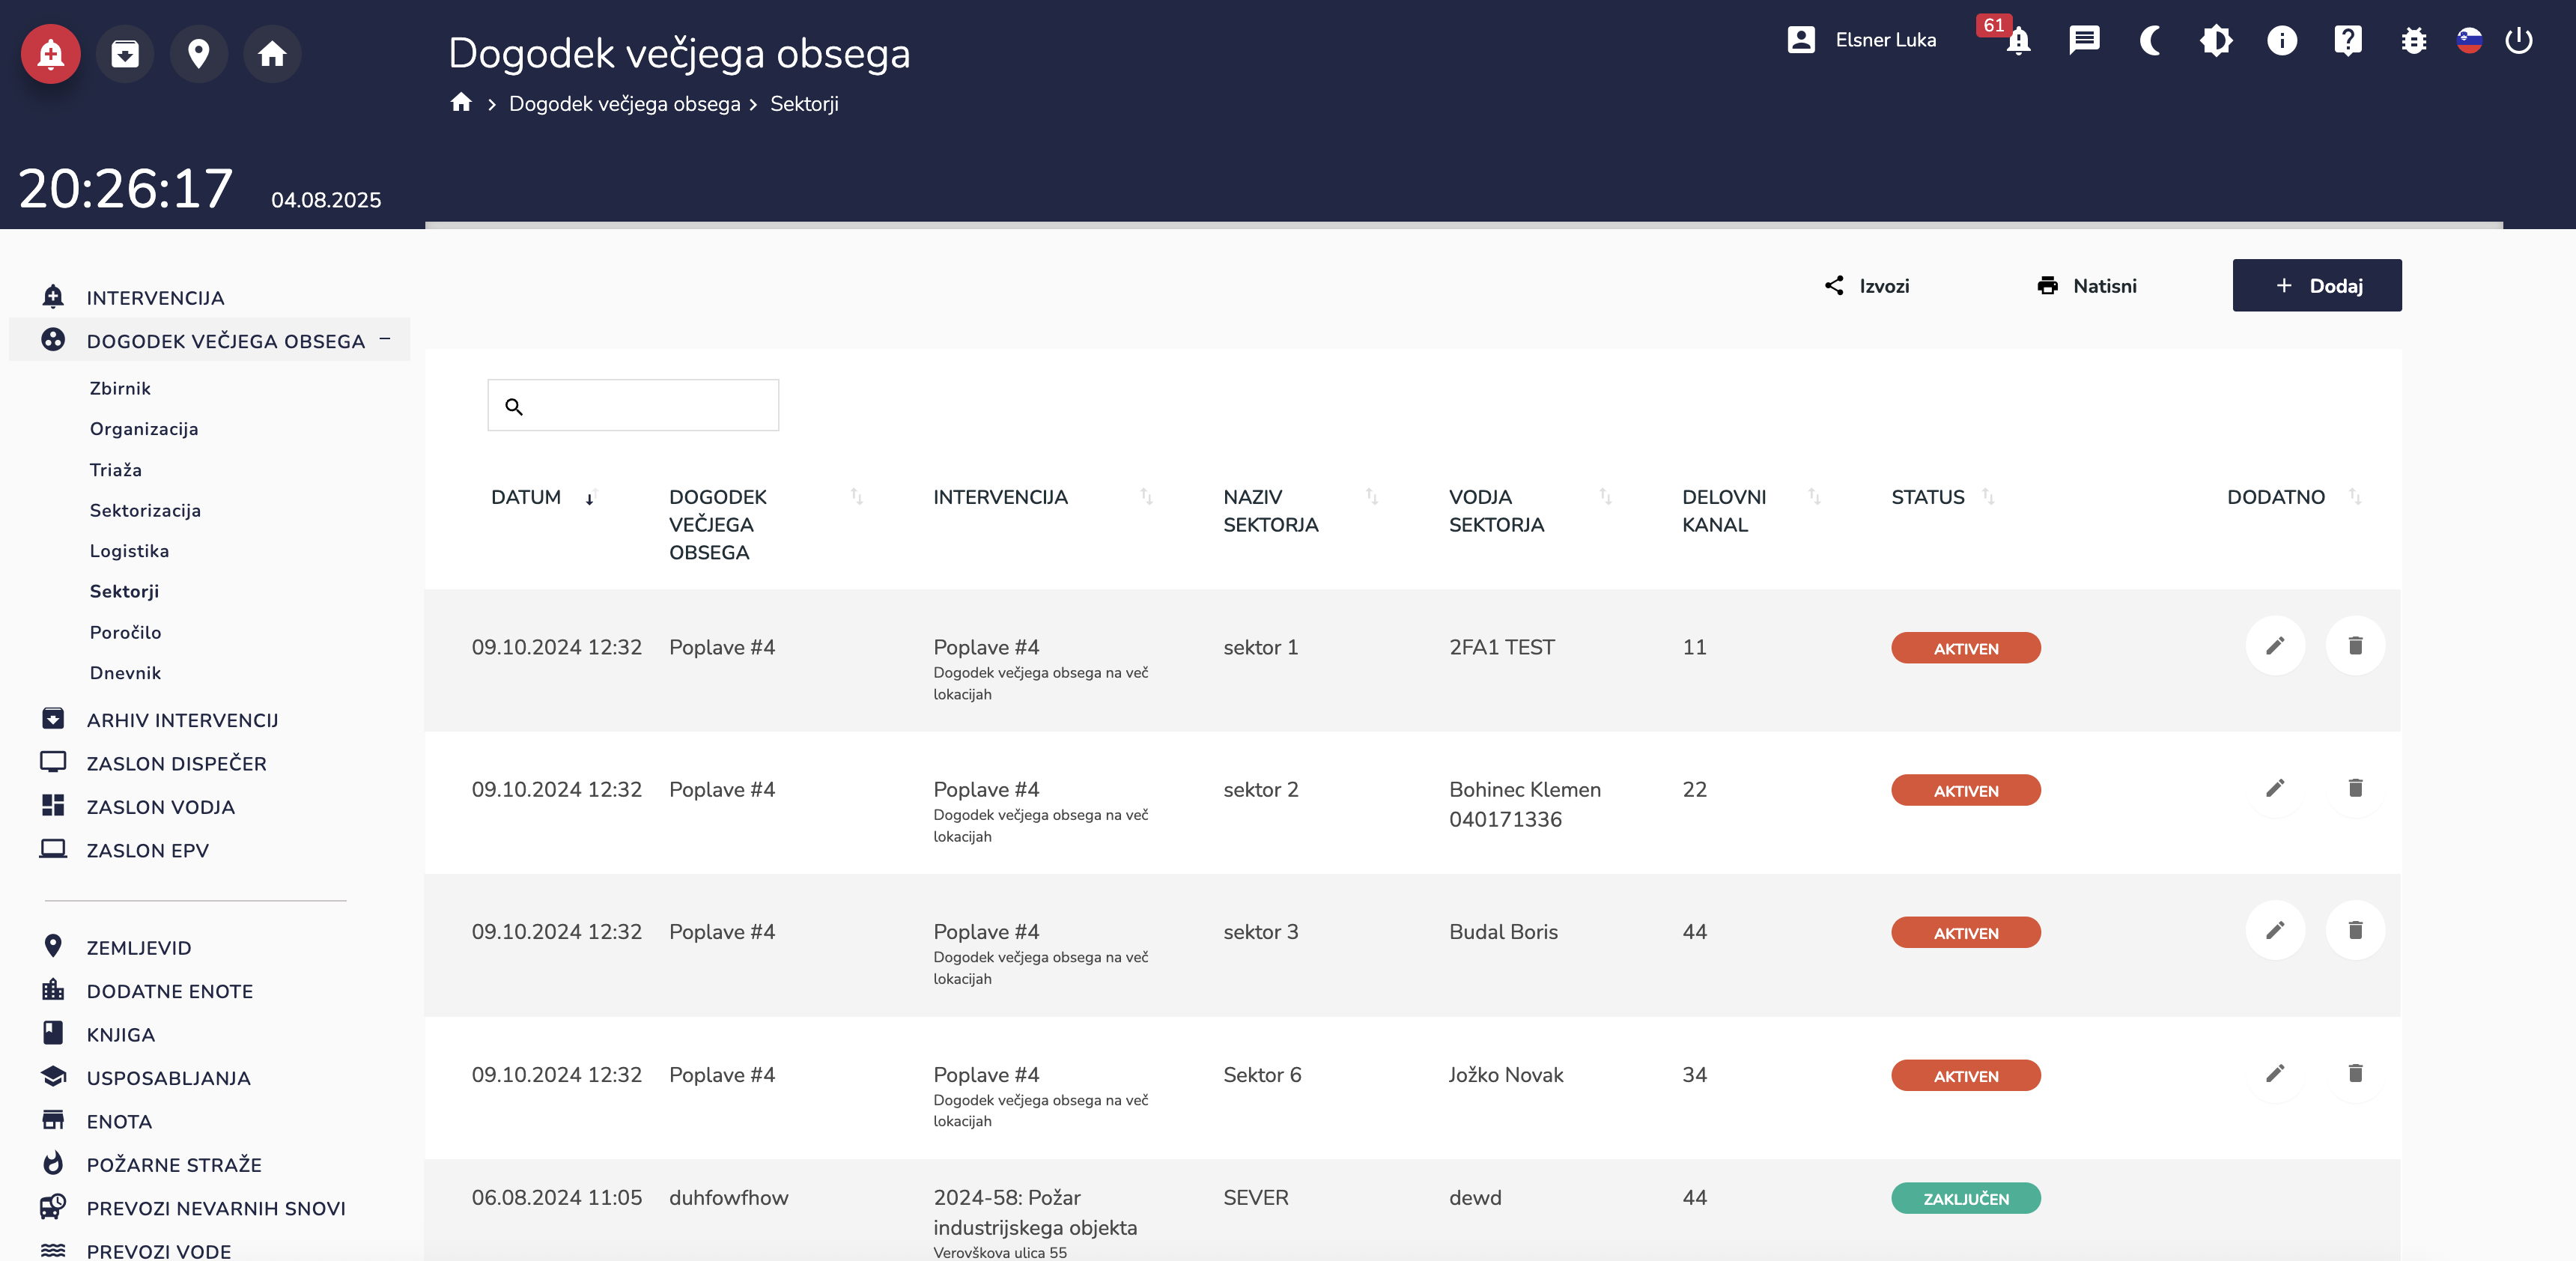 Dogodek večjega obsega
Elsner Luka
61
Dogodek večjega obsega
Sektorji
20:26:17
04.08.2025
Izvozi
Natisni
+ Dodaj
INTERVENCIJA
DOGODEK VEČJEGA OBSEGA −
Zbirnik
Organizacija
Triaža
Sektorizacija
Logistika
Sektorji
Poročilo
Dnevnik
ARHIV INTERVENCIJ
ZASLON DISPEČER
ZASLON VODJA
ZASLON EPV
ZEMLJEVID
DODATNE ENOTE
KNJIGA
USPOSABLJANJA
ENOTA
POŽARNE STRAŽE
PREVOZI NEVARNIH SNOVI
PREVOZI VODE
DATUM
DOGODEK
VEČJEGA
OBSEGA
INTERVENCIJA
NAZIV
SEKTORJA
VODJA
SEKTORJA
DELOVNI
KANAL
STATUS
DODATNO
09.10.2024 12:32
Poplave #4
Poplave #4
Dogodek večjega obsega na več
lokacijah
sektor 1
2FA1 TEST
11
AKTIVEN
09.10.2024 12:32
Poplave #4
Poplave #4
Dogodek večjega obsega na več
lokacijah
sektor 2
Bohinec Klemen
040171336
22
AKTIVEN
09.10.2024 12:32
Poplave #4
Poplave #4
Dogodek večjega obsega na več
lokacijah
sektor 3
Budal Boris
44
AKTIVEN
09.10.2024 12:32
Poplave #4
Poplave #4
Dogodek večjega obsega na več
lokacijah
Sektor 6
Jožko Novak
34
AKTIVEN
06.08.2024 11:05
duhfowfhow
2024-58: Požar
industrijskega objekta
Verovškova ulica 55
SEVER
dewd
44
ZAKLJUČEN